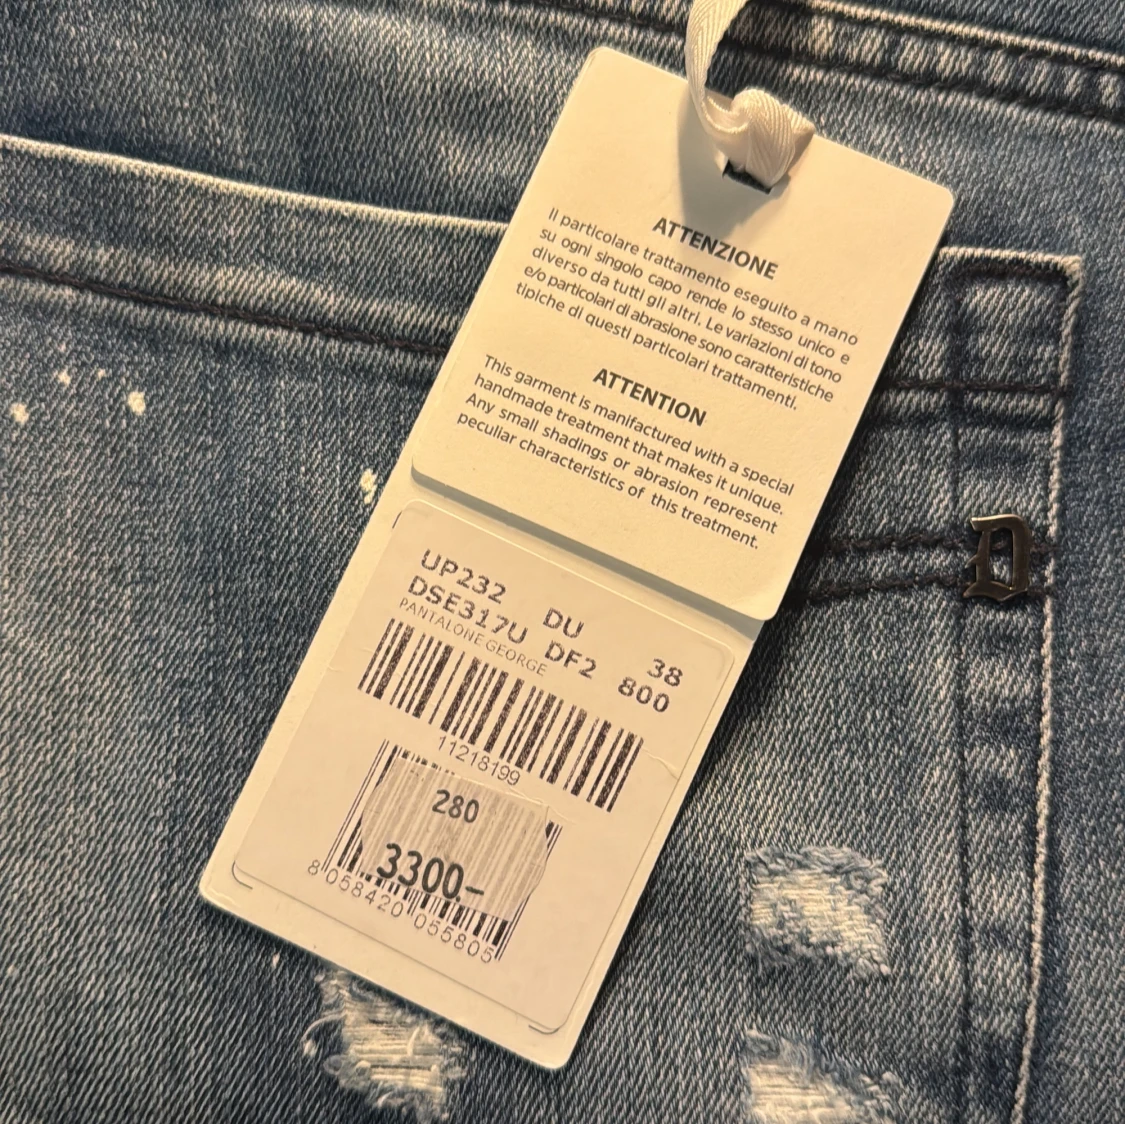 ATTENZIONE
Il particolare trattamento eseguito a mano
su ogni singolo capo rende lo stesso unico e
diverso da tutti gli altri. Le variazioni di tono
e/o particolari di abrasione sono caratteristiche
tipiche di questi particolari trattamenti.
ATTENTION
This garment is manifactured with a special
handmade treatment that makes it unique.
Any small shadings or abrasion represent
peculiar characteristics of this treatment.
UP232 DU 38
DSE317U DF2 800
PANTALONE GEORGE
11218199
280
3300-
8 058420 055805
D